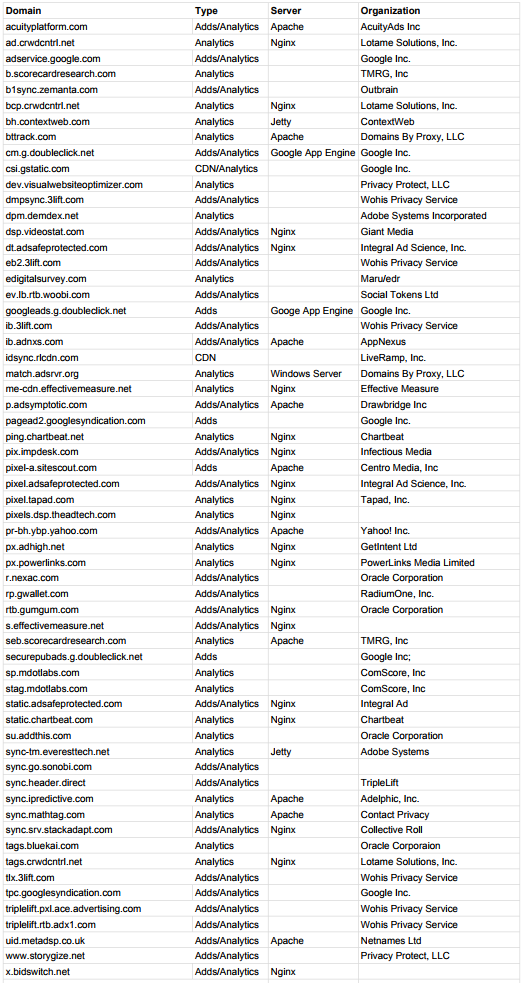 Domain Type Server Organization
acuityplatform.com Adds/Analytics Apache AcuityAds Inc
ad.crwdcntrl.net Analytics Nginx Lotame Solutions, Inc.
adservice.google.com Adds/Analytics Google Inc.
b.scorecardresearch.com Analytics TMRG, Inc
b1sync.zemanta.com Adds/Analytics Outbrain
bcp.crwdcntrl.net Analytics Nginx Lotame Solutions, Inc.
bh.contextweb.com Analytics Jetty ContextWeb
bttrack.com Analytics Apache Domains By Proxy, LLC
cm.g.doubleclick.net Adds/Analytics Google App Engine Google Inc.
csi.gstatic.com CDN/Analytics Google Inc.
dev.visualwebsiteoptimizer.com Analytics Privacy Protect, LLC
dmpsync.3lift.com Adds/Analytics Wohis Privacy Service
dpm.demdex.net Analytics Adobe Systems Incorporated
dsp.videostat.com Analytics Nginx Giant Media
dt.adsafeprotected.com Adds/Analytics Nginx Integral Ad Science, Inc.
eb2.3lift.com Adds/Analytics Wohis Privacy Service
edigitalsurvey.com Analytics Maru/edr
ev.lb.rtb.woobi.com Adds/Analytics Social Tokens Ltd
googleads.g.doubleclick.net Adds Googe App Engine Google Inc.
ib.3lift.com Adds/Analytics Wohis Privacy Service
ib.adnxs.com Adds/Analytics Apache AppNexus
idsync.rlcdn.com CDN LiveRamp, Inc.
match.adsrvr.org Analytics Windows Server Domains By Proxy, LLC
me-cdn.effectivemeasure.net Analytics Nginx Effective Measure
p.adsymptotic.com Adds/Analytics Apache Drawbridge Inc
pagead2.googlesyndication.com Adds Google Inc.
ping.chartbeat.net Analytics Nginx Chartbeat
pix.impdesk.com Adds/Analytics Nginx Infectious Media
pixel-a.sitescout.com Adds Apache Centro Media, Inc
pixel.adsafeprotected.com Adds/Analytics Nginx Integral Ad Science, Inc.
pixel.tapad.com Analytics Nginx Tapad, Inc.
pixels.dsp.theadtech.com Analytics Nginx
pr-bh.ybp.yahoo.com Adds/Analytics Apache Yahoo! Inc.
px.adhigh.net Analytics Nginx GetIntent Ltd
px.powerlinks.com Analytics Nginx PowerLinks Media Limited
r.nexac.com Adds/Analytics Oracle Corporation
rp.gwallet.com Adds/Analytics RadiumOne, Inc.
rtb.gumgum.com Adds/Analytics Nginx Oracle Corporation
s.effectivemeasure.net Adds/Analytics Nginx
seb.scorecardresearch.com Analytics Apache TMRG, Inc
securepubads.g.doubleclick.net Adds Google Inc;
sp.mdotlabs.com Analytics ComScore, Inc
stag.mdotlabs.com Analytics ComScore, Inc
static.adsafeprotected.com Adds/Analytics Nginx Integral Ad
static.chartbeat.com Analytics Nginx Chartbeat
su.addthis.com Analytics Oracle Corporation
sync-tm.everesttech.net Analytics Jetty Adobe Systems
sync.go.sonobi.com Adds/Analytics
sync.header.direct Adds/Analytics TripleLift
sync.ipredictive.com Analytics Apache Adelphic, Inc.
sync.mathtag.com Analytics Apache Contact Privacy
sync.srv.stackadapt.com Adds/Analytics Nginx Collective Roll
tags.bluekai.com Analytics Oracle Corporaion
tags.crwdcntrl.net Analytics Nginx Lotame Solutions, Inc.
tlx.3lift.com Adds/Analytics Wohis Privacy Service
tpc.googlesyndication.com Adds/Analytics Google Inc.
triplelift.pxl.ace.advertising.com Adds/Analytics Wohis Privacy Service
triplelift.rtb.adx1.com Adds/Analytics Wohis Privacy Service
uid.metadsp.co.uk Adds/Analytics Apache Netnames Ltd
www.storygize.net Adds/Analytics Privacy Protect, LLC
x.bidswitch.net Adds/Analytics Nginx